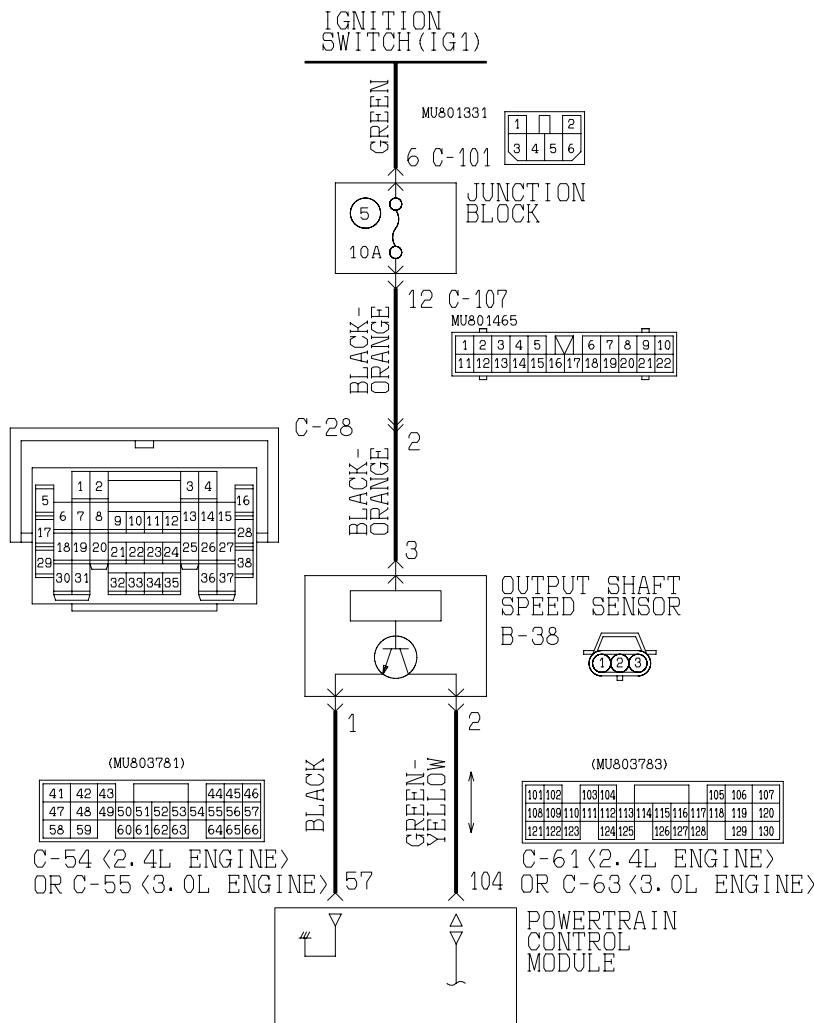 IGNITION
SWITCH(IG1)
GREEN
MU801331
1 2
3 4 5 6
6 C-101
JUNCTION
BLOCK
5
10A
12 C-107
MU801465
1 2 3 4 5 6 7 8 9 10
11 12 13 14 15 16 17 18 19 20 21 22
BLACK-
ORANGE
C-28
2
BLACK-
ORANGE
1 2 3 4
5 16
6 7 8 9 10 11 12 13 14 15
17 28
18 19 20 21 22 23 24 25 26 27
29 38
30 31 32 33 34 35 36 37
3
OUTPUT SHAFT
SPEED SENSOR
B-38
1 2 3
1
2
BLACK
GREEN-
YELLOW
(MU803781)
41 42 43 44 45 46
47 48 49 50 51 52 53 54 55 56 57
58 59 60 61 62 63 64 65 66
C-54<2.4L ENGINE>
OR C-55<3.0L ENGINE>
(MU803783)
101 102 103 104 105 106 107
108 109 110 111 112 113 114 115 116 117 118 119 120
121 122 123 124 125 126 127 128 129 130
C-61<2.4L ENGINE>
OR C-63<3.0L ENGINE>
57
104
POWERTRAIN
CONTROL
MODULE